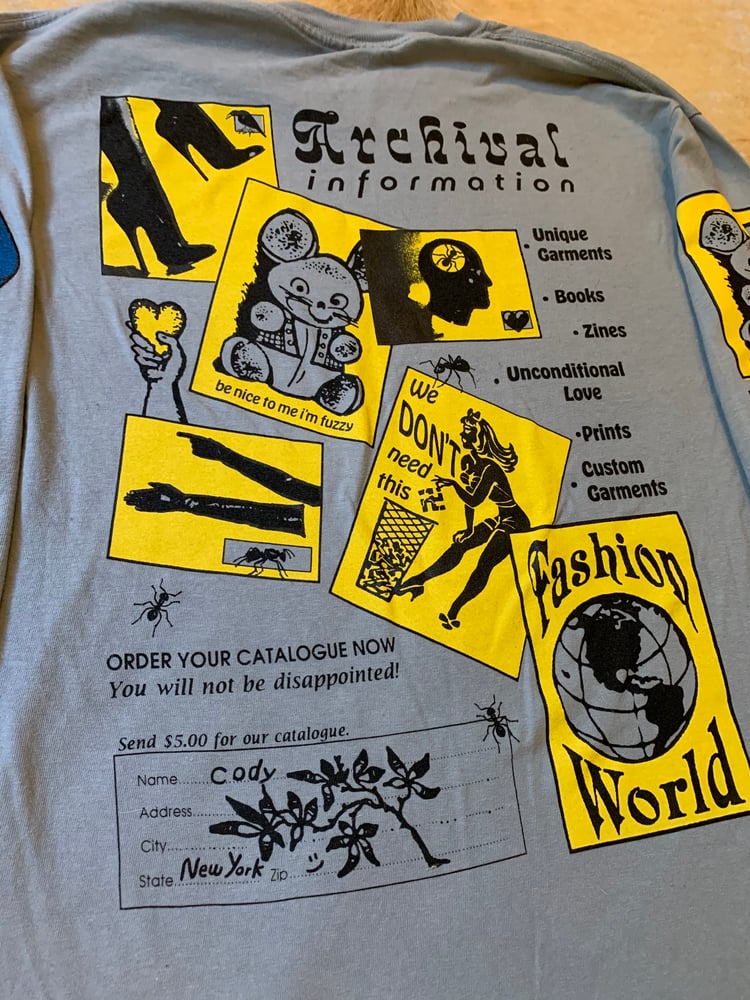 Archival
information
Unique
Garments
Books
Zines
Unconditional
Love
Prints
Custom
Garments
be nice to me i'm fuzzy
We
DON'T
need
this
Fashion
World
ORDER YOUR CATALOGUE NOW
You will not be disappointed!
Send $5.00 for our catalogue.
Name Cody
Address
City
State New York Zip